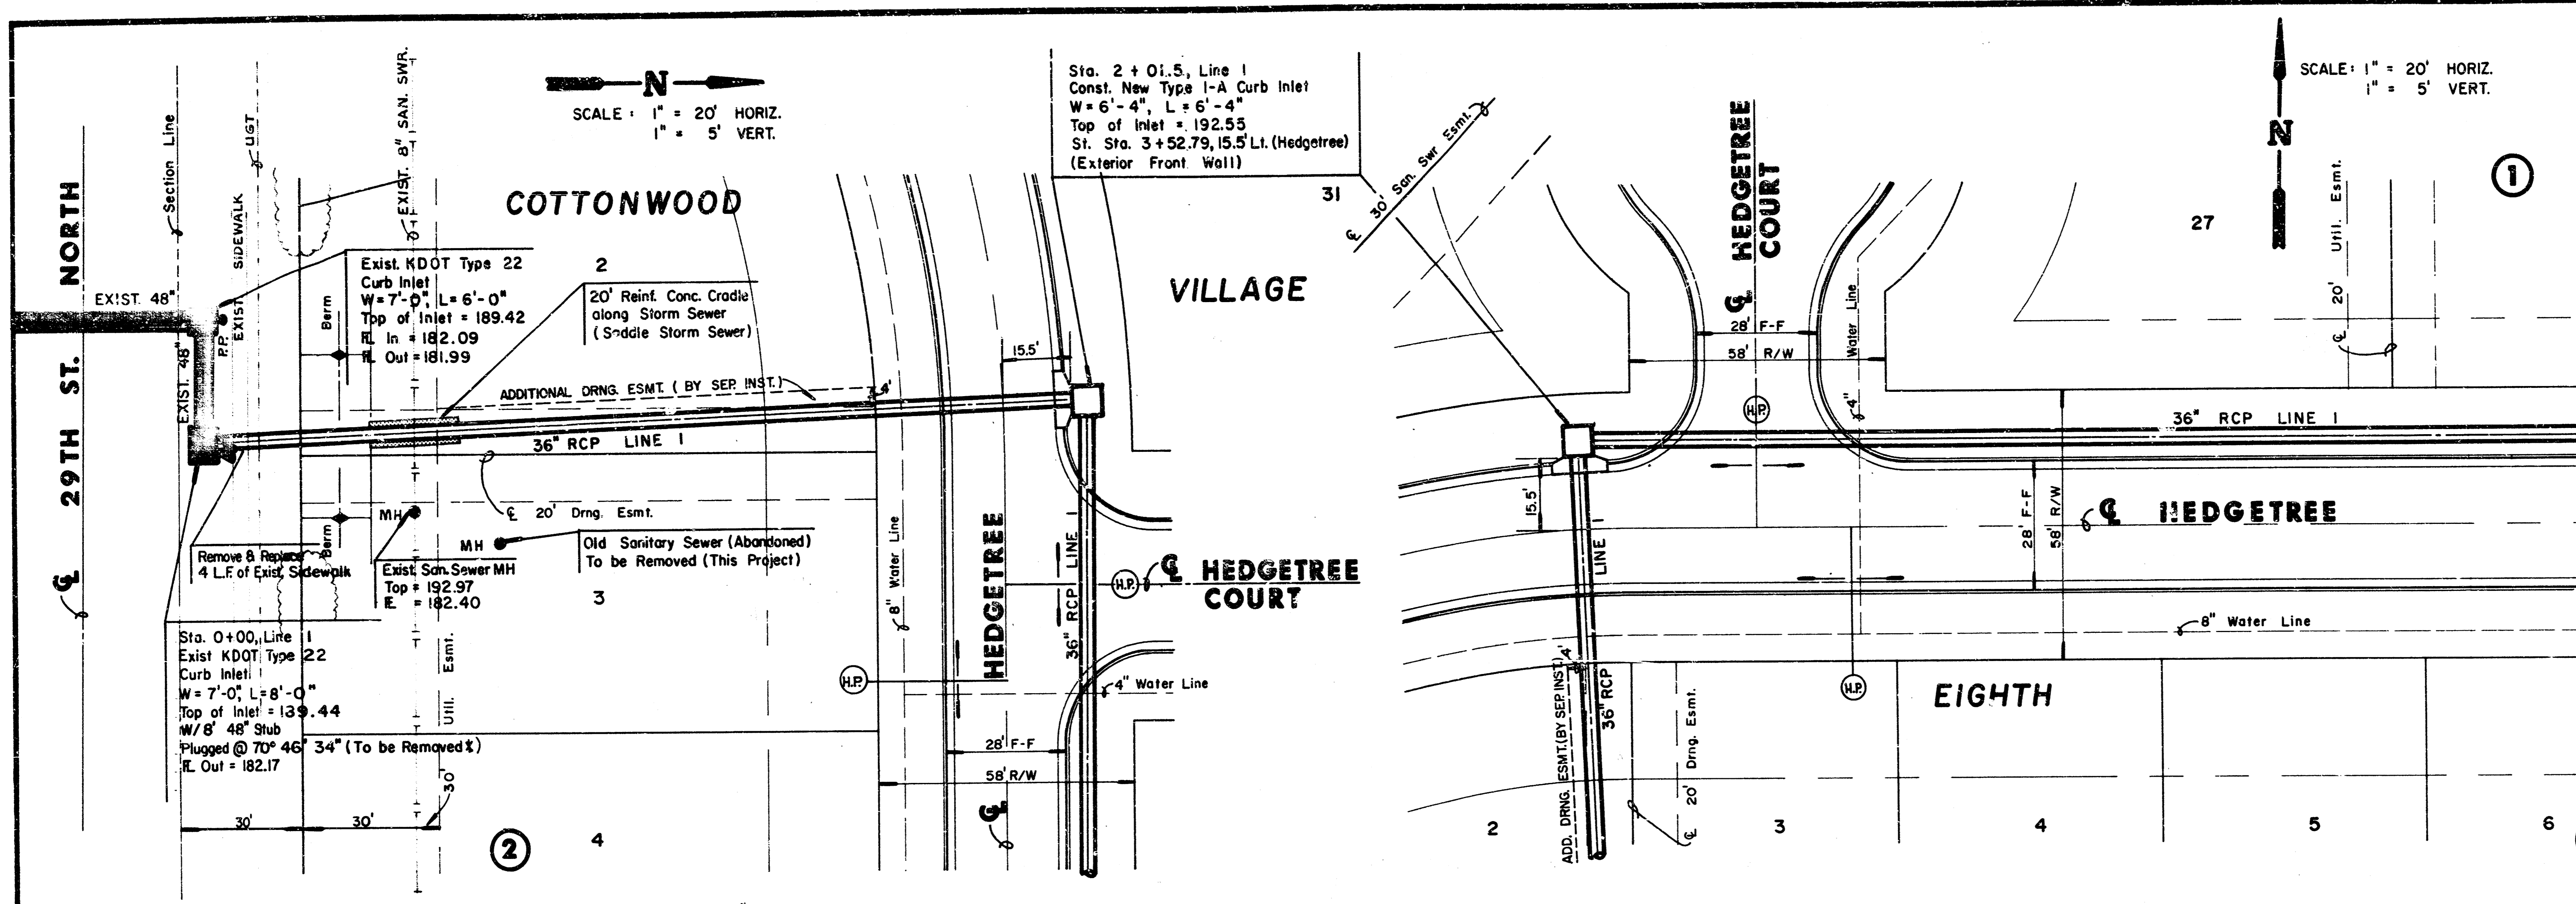 N
SCALE: 1" = 20' HORIZ.
1" = 5' VERT.
COTTONWOOD
29TH ST. NORTH
℄
Section Line
UGT
SIDEWALK
EXIST.
EXIST. 8" SAN. SWR.
EXIST. 48"
EXIST. 48"
P.P.
Berm
Exist. KDOT Type 22
Curb Inlet
W = 7'-0", L = 6'-0"
Top of Inlet = 189.42
FL In = 182.09
FL Out = 181.99
2
20' Reinf. Conc. Cradle
along Storm Sewer
(Saddle Storm Sewer)
ADDITIONAL DRNG. ESMT. (BY SEP. INST.)
4'
15.5'
36" RCP LINE 1
℄ 20' Drng. Esmt.
MH
MH
Old Sanitary Sewer (Abandoned)
To be Removed (This Project)
Berm
Remove & Replace
4 L.F. of Exist. Sidewalk
Exist. San. Sewer MH
Top = 192.97
FL = 182.40
3
Sta. 0+00, Line 1
Exist KDOT Type 22
Curb Inlet
W = 7'-0", L = 8'-0"
Top of Inlet = 189.44
W/8' 48" Stub
Plugged @ 70° 46' 34" (To be Removed)
FL Out = 182.17
Util. Esmt.
30'
30'
30'
2
4
8" Water Line
HEDGETREE
℄
36" RCP LINE 1
H.P.
H.P.
℄ HEDGETREE
COURT
4" Water Line
28' F-F
58' R/W
Sta. 2 + 01.5, Line 1
Const. New Type 1-A Curb Inlet
W = 6'-4", L = 6'-4"
Top of Inlet = 192.55
St. Sta. 3+52.79, 15.5' Lt. (Hedgetree)
(Exterior Front Wall)
31
VILLAGE
℄ 30' San. Swr Esmt.
℄ HEDGETREE
COURT
28' F-F
58' R/W
Water Line
4"
H.P.
27
N
SCALE: 1" = 20' HORIZ.
1" = 5' VERT.
1
℄ 20' Util. Esmt.
36" RCP LINE 1
15.5'
LINE 1
36" RCP
28' F-F
58' R/W
℄ HEDGETREE
8" Water Line
H.P.
EIGHTH
4'
ADD. DRNG. ESMT. (BY SEP. INST.)
℄ 20' Drng. Esmt.
2
3
4
5
6